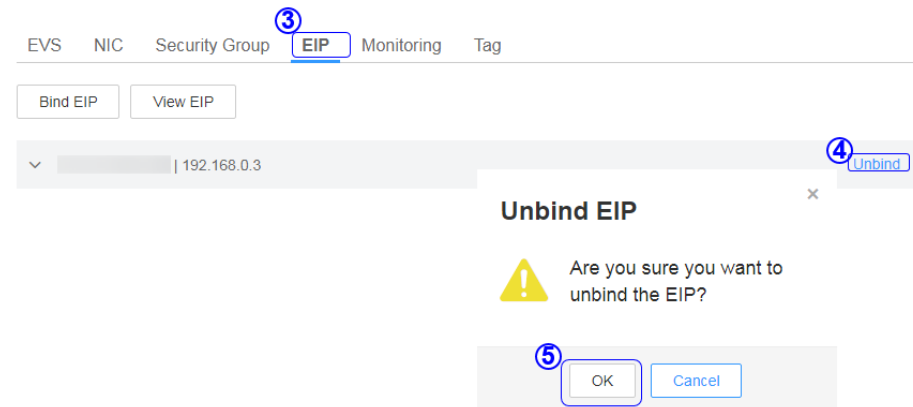 ③
EVS NIC Security Group EIP Monitoring Tag
Bind EIP View EIP
| 192.168.0.3
④
Unbind
×
Unbind EIP
Are you sure you want to
unbind the EIP?
⑤
OK Cancel